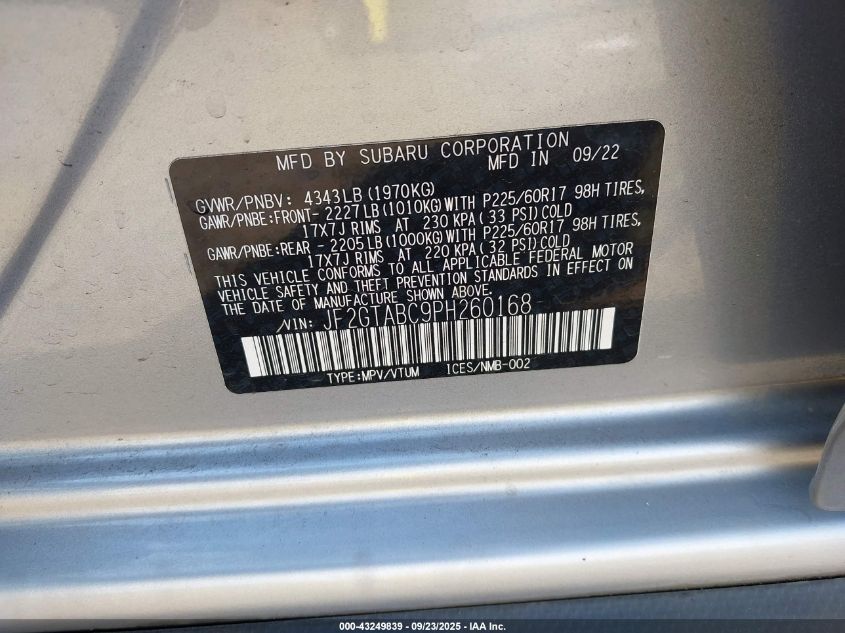 MFD BY SUBARU CORPORATION
MFD IN 09/22
GVWR/PNBV: 4343LB(1970KG)
GAWR/PNBE:FRONT- 2227LB(1010KG)WITH P225/60R17 98H TIRES,
17X7J RIMS AT 230 KPA(33 PSI)COLD
GAWR/PNBE:REAR - 2205LB(1000KG)WITH P225/60R17 98H TIRES,
17X7J RIMS AT 220 KPA(32 PSI)COLD
THIS VEHICLE CONFORMS TO ALL APPLICABLE FEDERAL MOTOR
VEHICLE SAFETY AND THEFT PREVENTION STANDARDS IN EFFECT ON
THE DATE OF MANUFACTURE SHOWN ABOVE.
/VIN: JF2GTABC9PH260168
TYPE:MPV/VTUM ICES/NMB-002
000-43249839 - 09/23/2025 - IAA Inc.